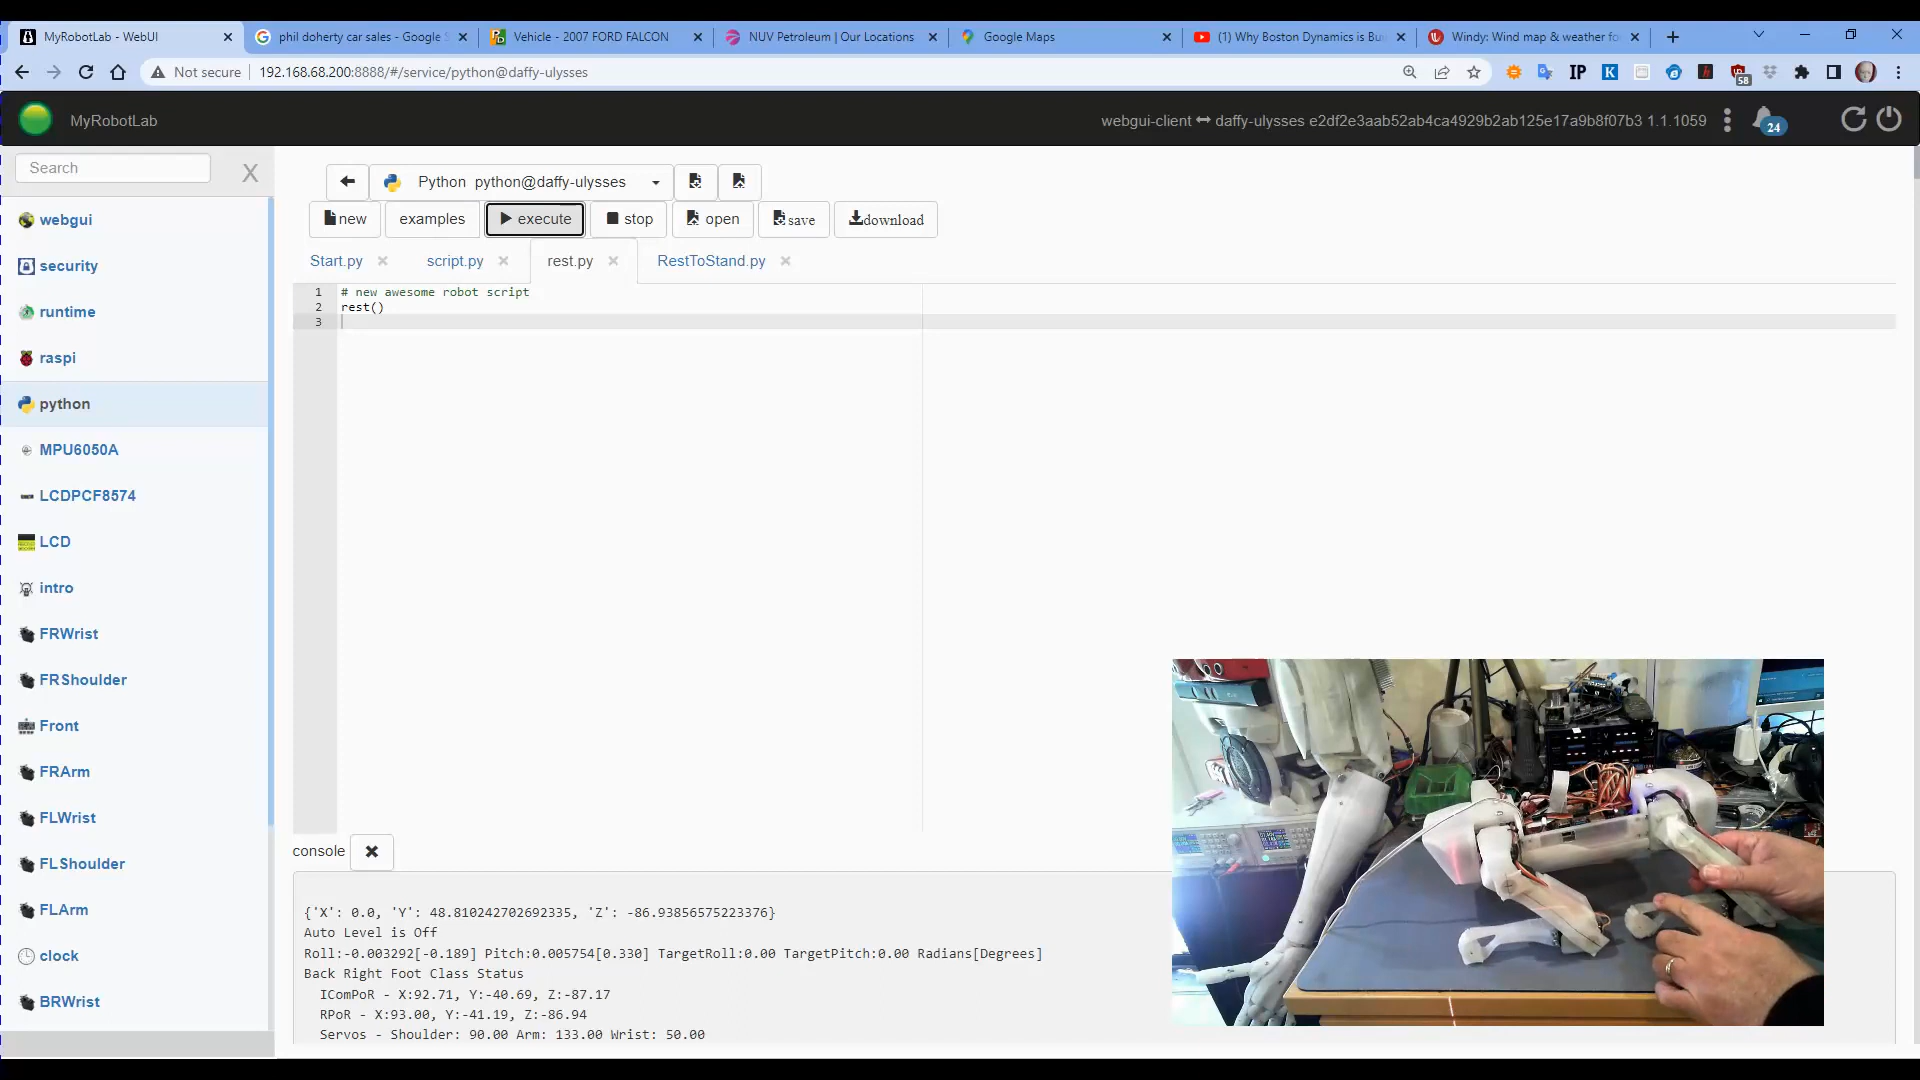 MyRobotLab - WebUI
phil doherty car sales - Google S
Vehicle - 2007 FORD FALCON
NUV Petroleum | Our Locations
Google Maps
(1) Why Boston Dynamics is Bu
Windy: Wind map & weather fo
Not secure
192.168.68.200:8888/#/service/python@daffy-ulysses
IP
K
58
MyRobotLab
webgui-client daffy-ulysses e2df2e3aab52ab4ca4929b2ab125e17a9b8f07b3 1.1.1059
24
Search
X
Python python@daffy-ulysses
new
examples
execute
stop
open
save
download
Start.py
script.py
rest.py
RestToStand.py
1 # new awesome robot script
2 rest()
3
webgui
security
runtime
raspi
python
MPU6050A
LCDPCF8574
LCD
intro
FRWrist
FRShoulder
Front
FRArm
FLWrist
FLShoulder
FLArm
clock
BRWrist
console
{'X': 0.0, 'Y': 48.810242702692335, 'Z': -86.93856575223376}
Auto Level is Off
Roll:-0.003292[-0.189] Pitch:0.005754[0.330] TargetRoll:0.00 TargetPitch:0.00 Radians[Degrees]
Back Right Foot Class Status
IComPoR - X:92.71, Y:-40.69, Z:-87.17
RPoR - X:93.00, Y:-41.19, Z:-86.94
Servos - Shoulder: 90.00 Arm: 133.00 Wrist: 50.00